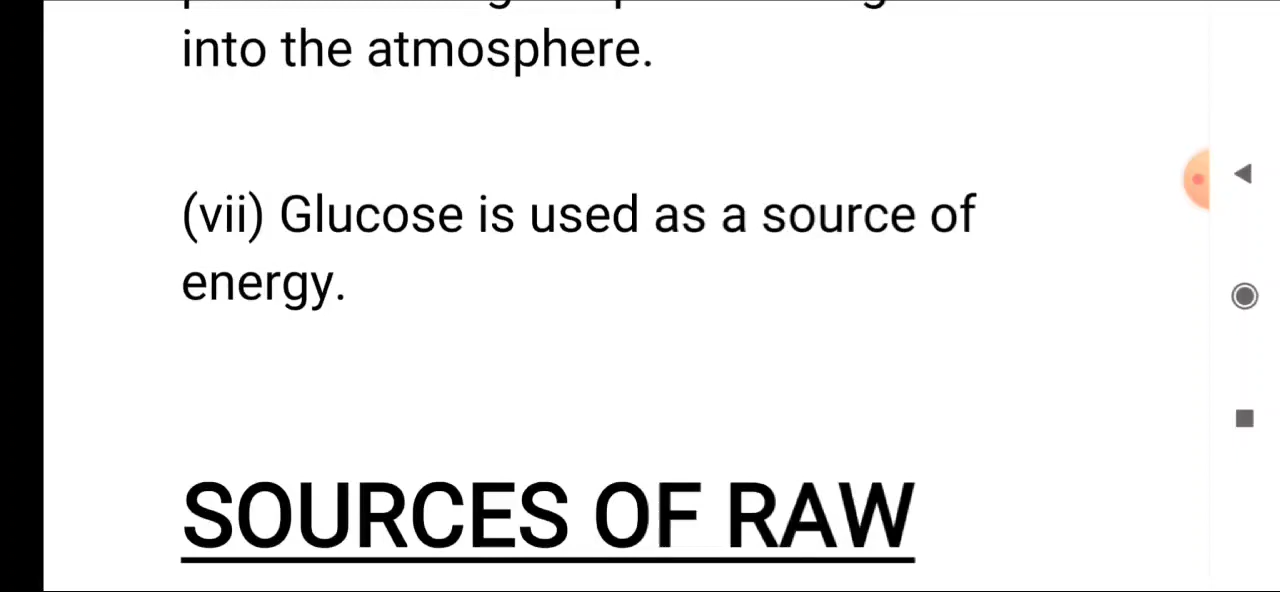 into the atmosphere.
(vii) Glucose is used as a source of
energy.
SOURCES OF RAW